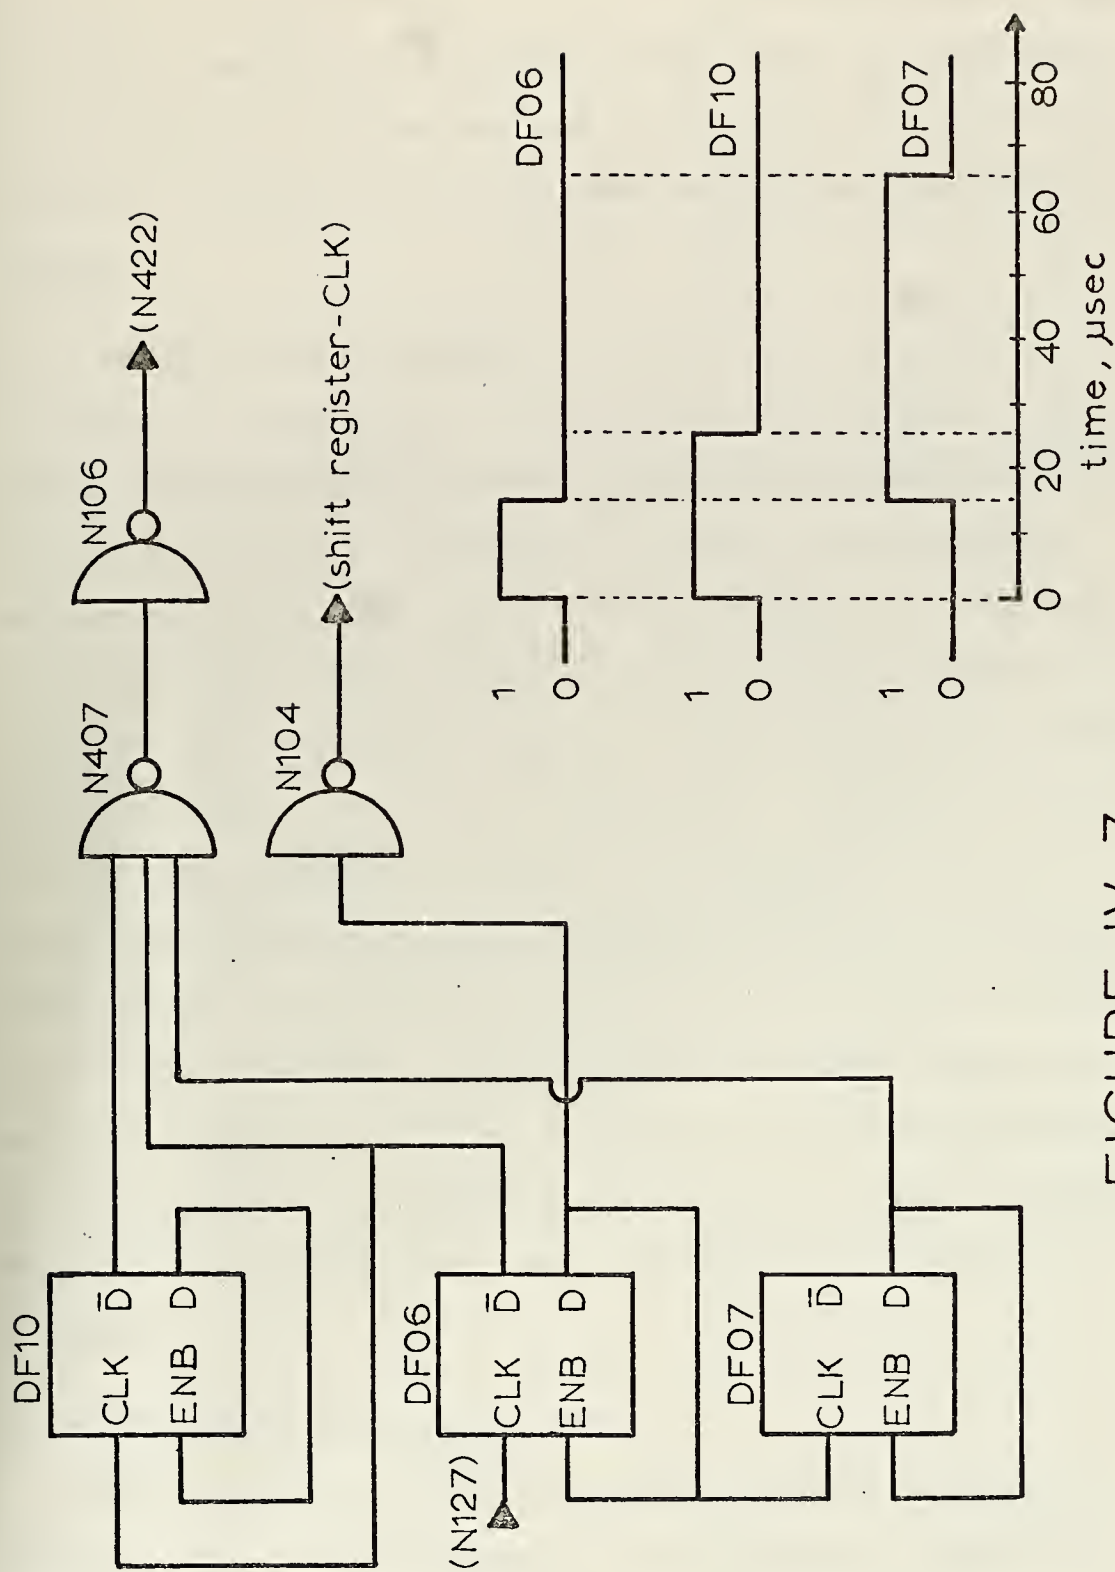 DF10
CLK
D̅
ENB
D
(N127)
DF06
CLK
D̅
ENB
D
DF07
CLK
D̅
ENB
D
N407
N106
(N422)
N104
(shift register-CLK)
1
0
DF06
1
0
DF10
1
0
DF07
0 20 40 60 80
time, μsec
FIGURE IV-7